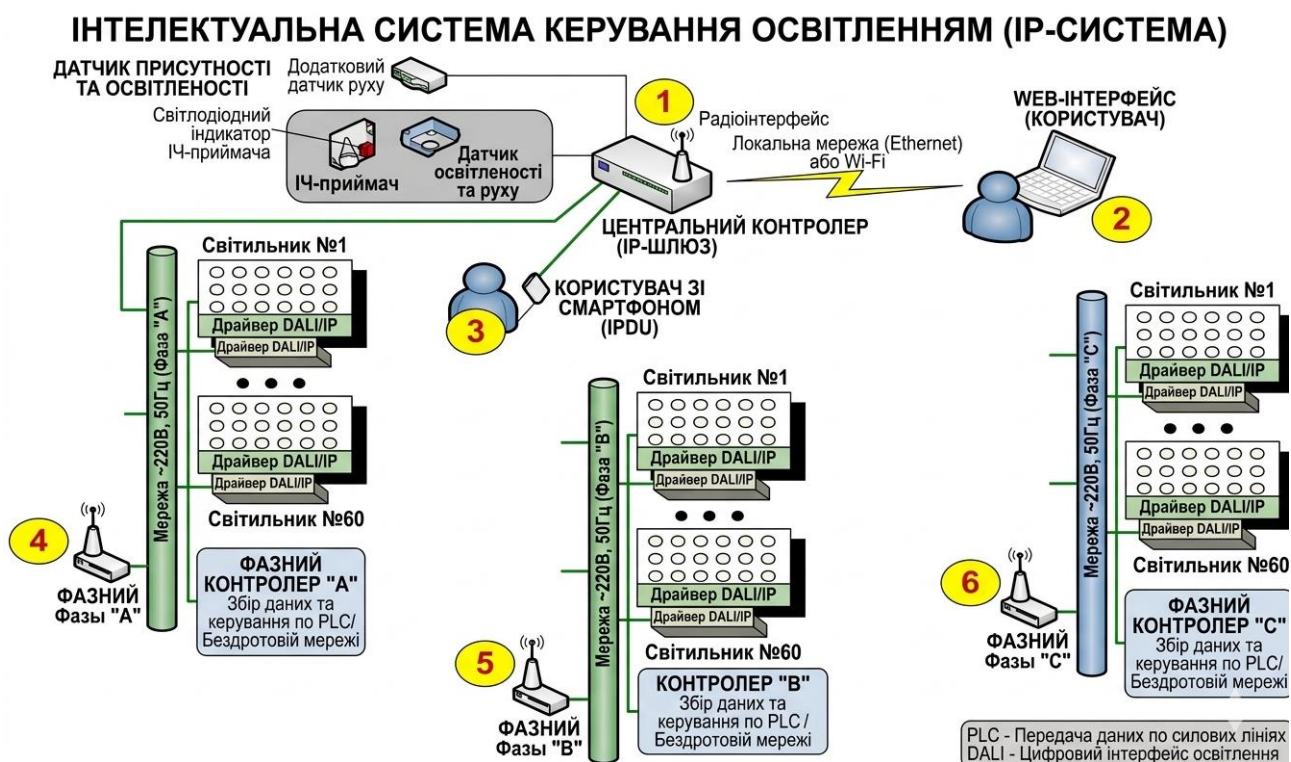 ІНТЕЛЕКТУАЛЬНА СИСТЕМА КЕРУВАННЯ ОСВІТЛЕННЯМ (IP-СИСТЕМА)
ДАТЧИК ПРИСУТНОСТІ
ТА ОСВІТЛЕНОСТІ
Додатковий
датчик руху
Світлодіодний
індикатор
ІЧ-приймача
ІЧ-приймач
Датчик
освітленості
та руху
1
Радіоінтерфейс
Локальна мережа (Ethernet)
або Wi-Fi
WEB-ІНТЕРФЕЙС
(КОРИСТУВАЧ)
2
ЦЕНТРАЛЬНИЙ КОНТРОЛЕР
(IP-ШЛЮЗ)
КОРИСТУВАЧ ЗІ
СМАРТФОНОМ
(IPDU)
3
Мережа ~220В, 50Гц (Фаза "А")
Світильник №1
Драйвер DALI/IP
Драйвер DALI/IP
Драйвер DALI/IP
Драйвер DALI/IP
Світильник №60
4
ФАЗНИЙ
Фазы "А"
ФАЗНИЙ
КОНТРОЛЕР "А"
Збір даних та
керування по PLC/
Бездротовій мережі
Мережа ~220В, 50Гц (Фаза "В")
Світильник №1
Драйвер DALI/IP
Драйвер DALI/IP
Драйвер DALI/IP
Драйвер DALI/IP
Світильник №60
5
ФАЗНИЙ
Фазы "В"
КОНТРОЛЕР "В"
Збір даних та
керування по PLC /
Бездротовій мережі
Мережа ~220В, 50Гц (Фаза "С")
Світильник №1
Драйвер DALI/IP
Драйвер DALI/IP
Драйвер DALI/IP
Драйвер DALI/IP
Світильник №60
6
ФАЗНИЙ
Фазы "С"
ФАЗНИЙ
КОНТРОЛЕР "С"
Збір даних та
керування по PLC/
Бездротовій мережі
PLC - Передача даних по силових лініях
DALI - Цифровий інтерфейс освітлення